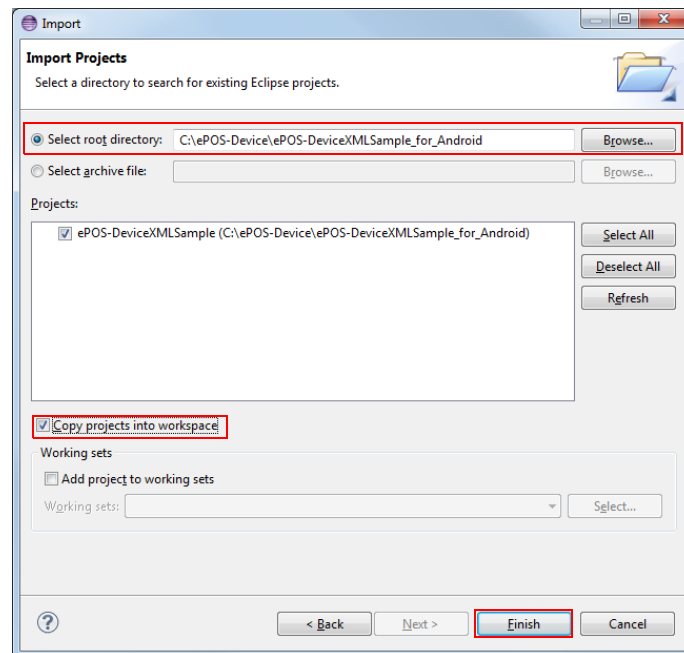 Import
Import Projects
Select a directory to search for existing Eclipse projects.
Select root directory: C:\ePOS-Device\ePOS-DeviceXMLSample_for_Android Browse...
Select archive file: Browse...
Projects:
ePOS-DeviceXMLSample (C:\ePOS-Device\ePOS-DeviceXMLSample_for_Android) Select All
Deselect All
Refresh
Copy projects into workspace
Working sets
Add project to working sets
Working sets: Select...
? < Back Next > Finish Cancel